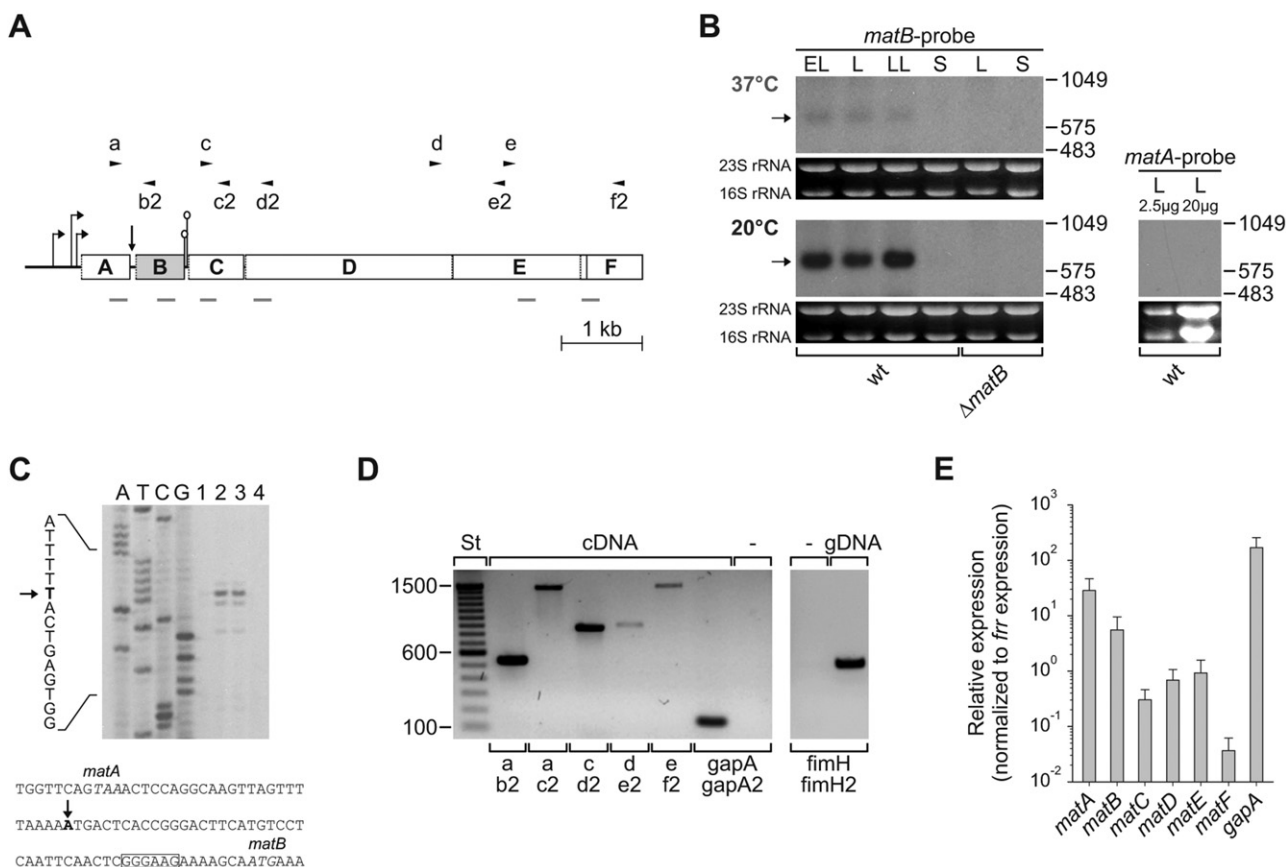 A
a c d e
b2 c2 d2 e2 f2
A B C D E F
1 kb
B
matB-probe
EL L LL S L S
37°C
1049
575
483
23S rRNA
16S rRNA
20°C
1049
575
483
23S rRNA
16S rRNA
wt
ΔmatB
matA-probe
L L
2.5µg 20µg
1049
575
483
wt
C
A T C G 1 2 3 4
A
T
T
T
T
T
T
A
C
T
G
A
G
T
G
G
matA
TGGTTCAGTAAACTCCAGGCAAGTTAGTTT
TAAAAATGACTCACCGGGACTTCATGTCCT
matB
CAATTCAACTCGGGAAGAAAAGCAATGAAA
D
St cDNA - - gDNA
1500
600
100
a a c d e gapA fimH
b2 c2 d2 e2 f2 gapA2 fimH2
E
Relative expression
(normalized to frr expression)
10³
10²
10¹
10⁰
10⁻¹
10⁻²
matA matB matC matD matE matF gapA